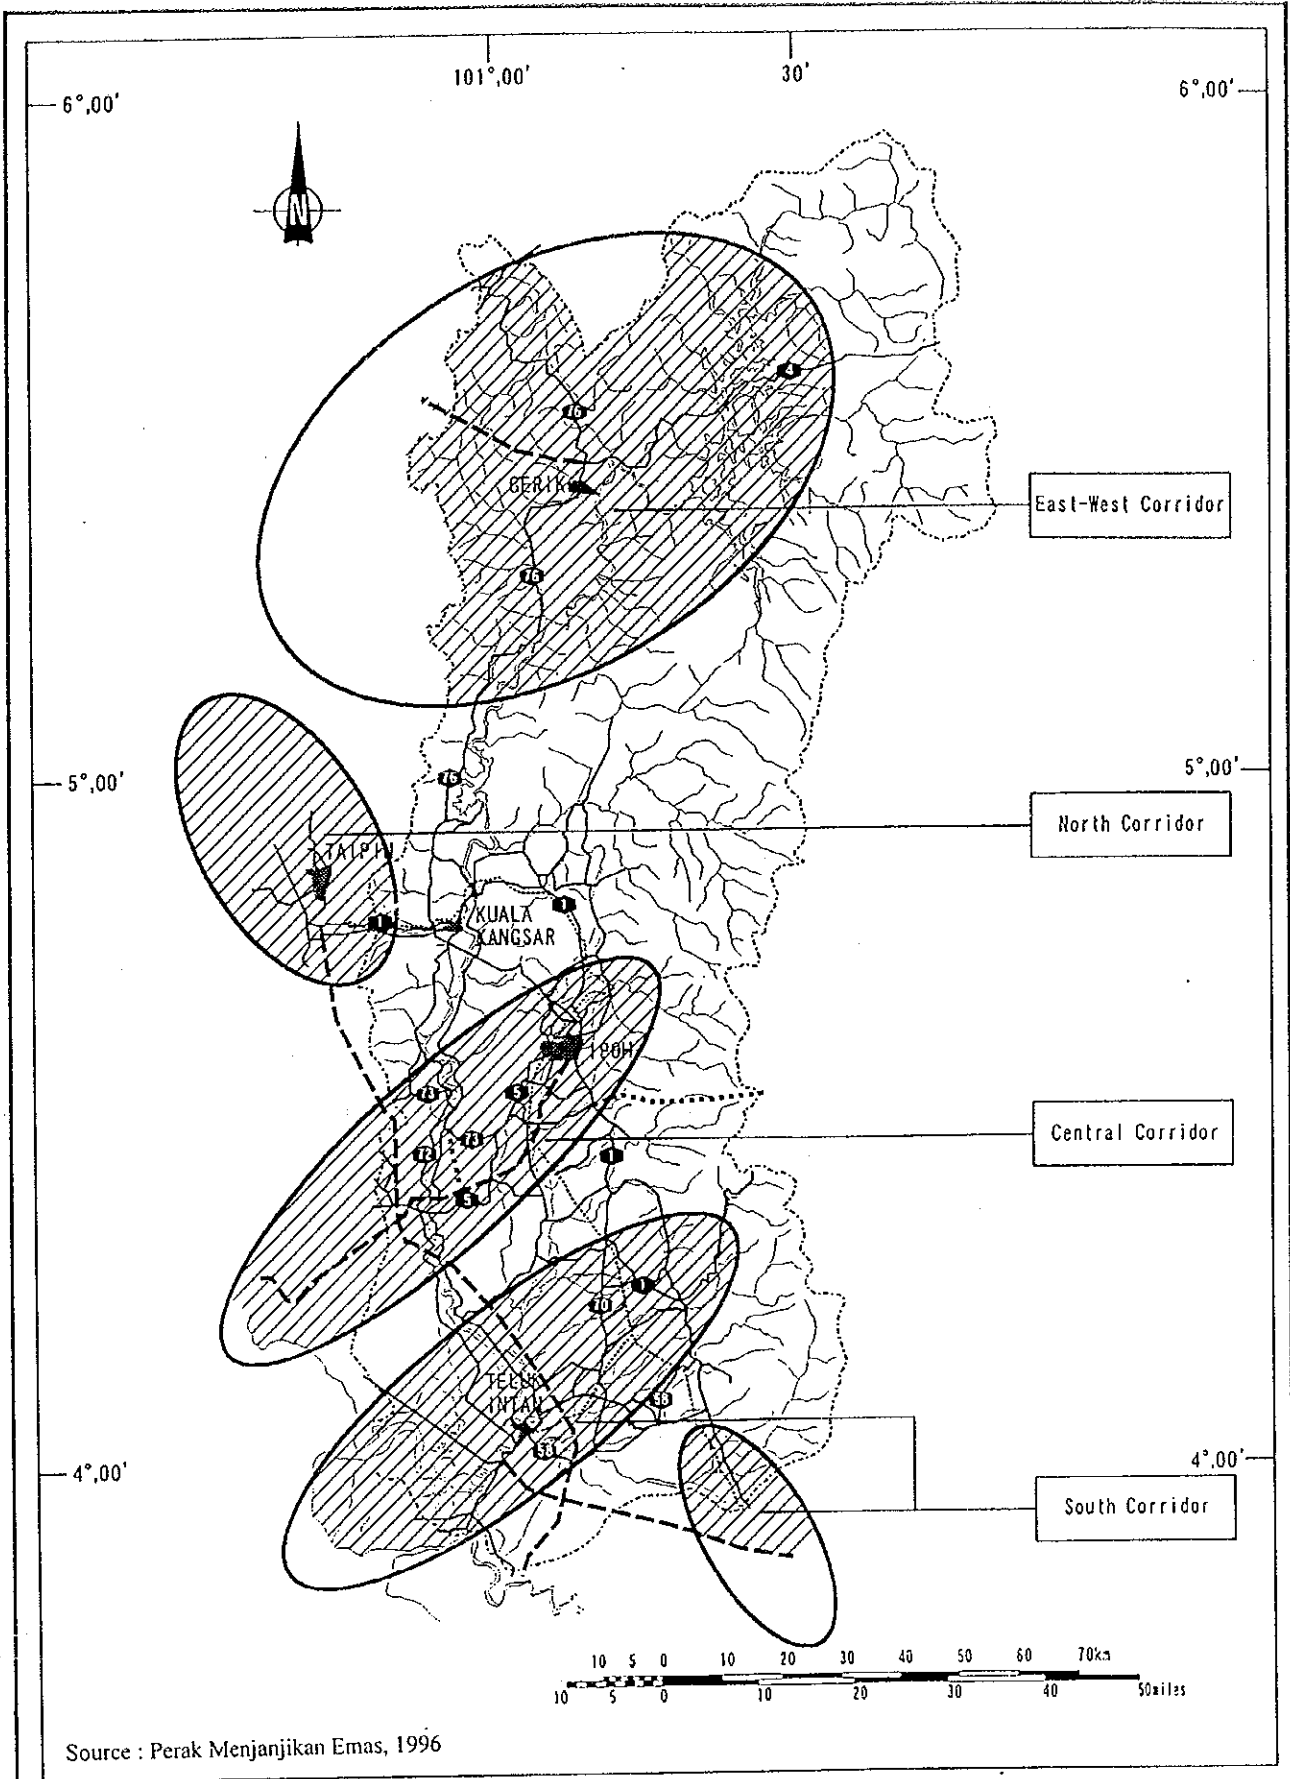 101°,00'
30'
6°,00'
6°,00'
N
4
76
GERIK
East-West Corridor
76
5°,00'
76
5°,00'
North Corridor
TAIPIN
1
KUALA
KANGSAR
1
IPOH
73
5
73
72
1
Central Corridor
5
1
70
TELUK
INTAN
58
58
4°,00'
4°,00'
South Corridor
10 5 0 10 20 30 40 50 60 70km
10 5 0 10 20 30 40 50miles
Source : Perak Menjanjikan Emas, 1996